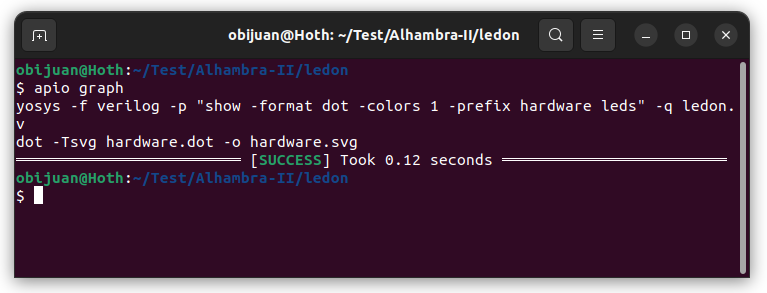 obijuan@Hoth: ~/Test/Alhambra-II/ledon
obijuan@Hoth:~/Test/Alhambra-II/ledon
$ apio graph
yosys -f verilog -p "show -format dot -colors 1 -prefix hardware leds" -q ledon.
v
dot -Tsvg hardware.dot -o hardware.svg
[SUCCESS] Took 0.12 seconds
obijuan@Hoth:~/Test/Alhambra-II/ledon
$